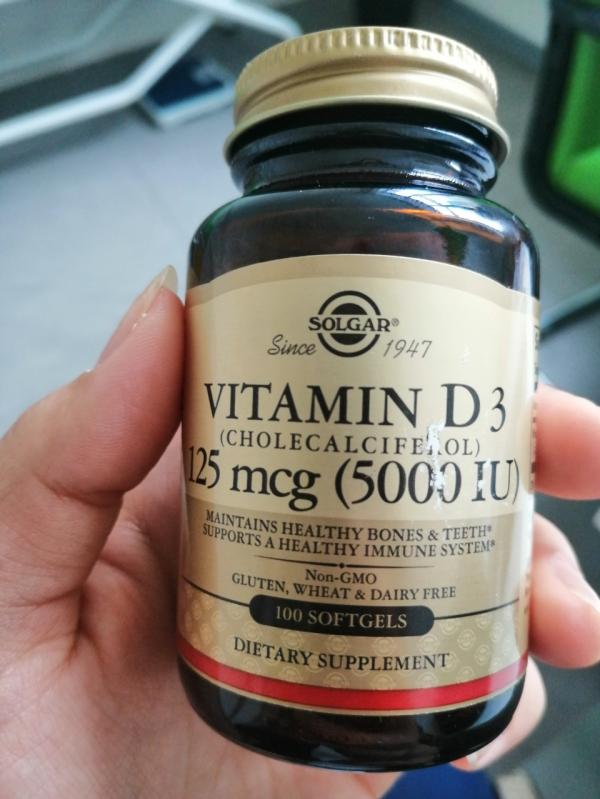 SOLGAR®
Since 1947
VITAMIN D3
(CHOLECALCIFEROL)
125 mcg (5000 IU)
MAINTAINS HEALTHY BONES & TEETH*
SUPPORTS A HEALTHY IMMUNE SYSTEM*
Non-GMO
GLUTEN, WHEAT & DAIRY FREE
100 SOFTGELS
DIETARY SUPPLEMENT